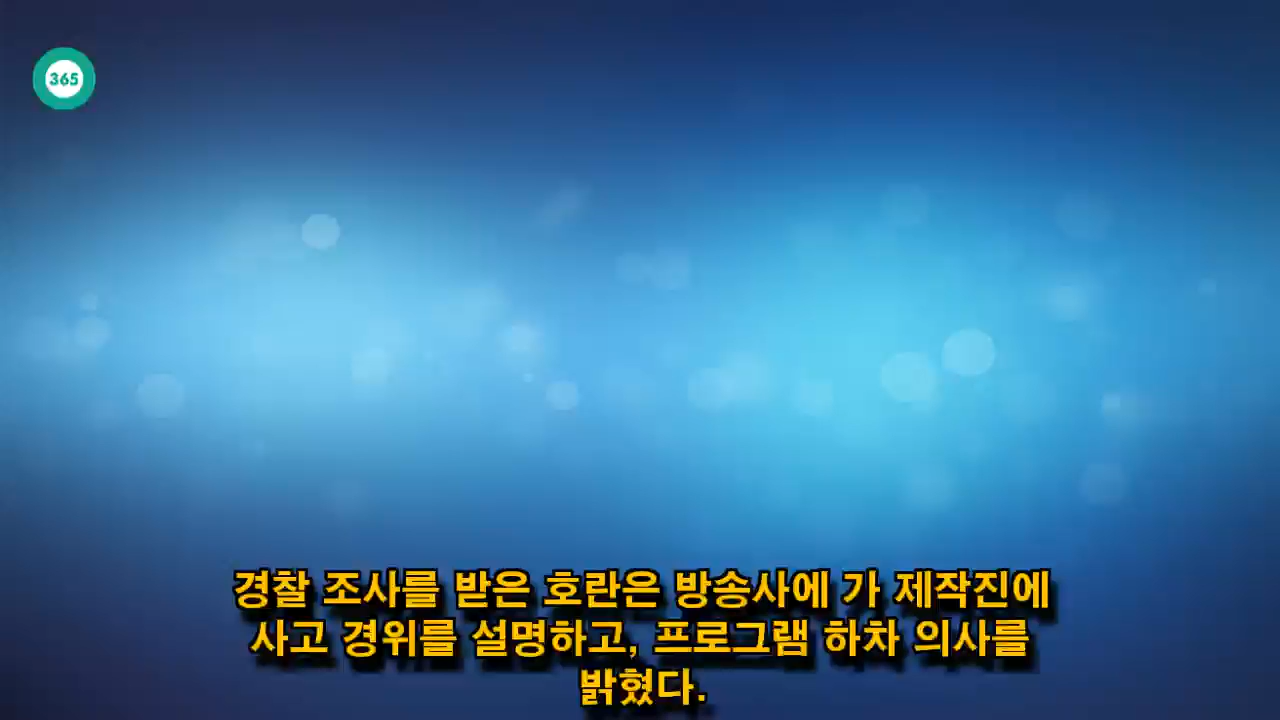 365
경찰 조사를 받은 호란은 방송사에 가 제작진에
사고 경위를 설명하고, 프로그램 하차 의사를
밝혔다.